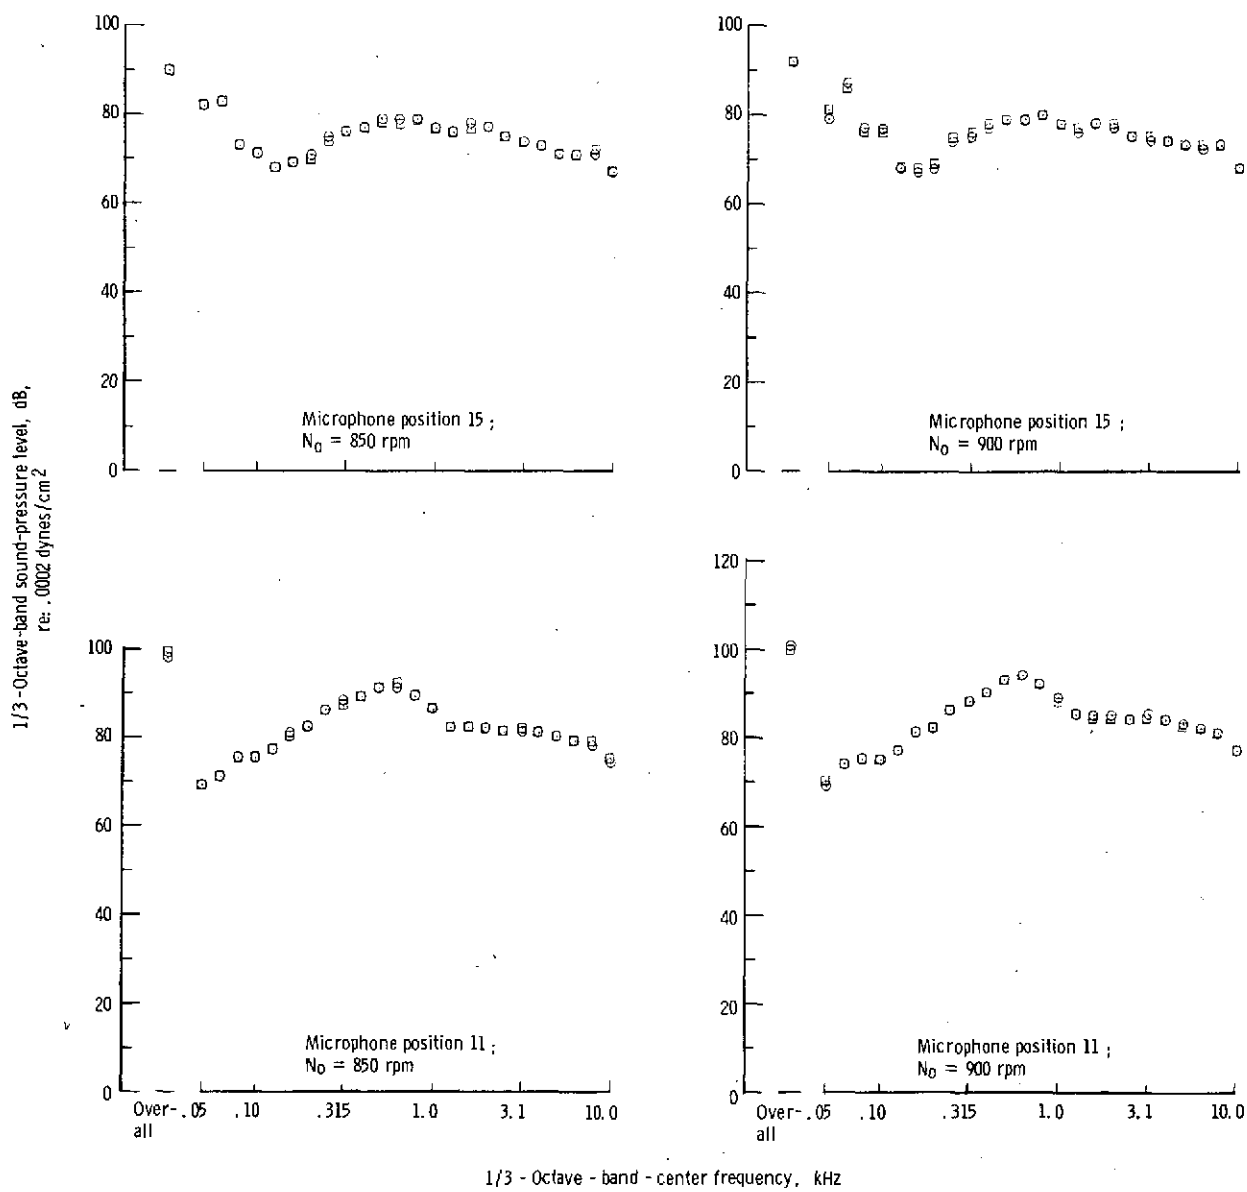 1/3 - Octave-band sound-pressure level, dB,
re: .0002 dynes/cm2
100
80
60
40
20
0
Microphone position 15 ;
No = 850 rpm
100
80
60
40
20
0
Microphone position 15 ;
No = 900 rpm
100
80
60
40
20
0
Microphone position 11 ;
No = 850 rpm
Over- .05 .10 .315 1.0 3.1 10.0
all
120
100
80
60
40
20
0
Microphone position 11 ;
No = 900 rpm
Over- .05 .10 .315 1.0 3.1 10.0
all
1/3 - Octave - band - center frequency, kHz